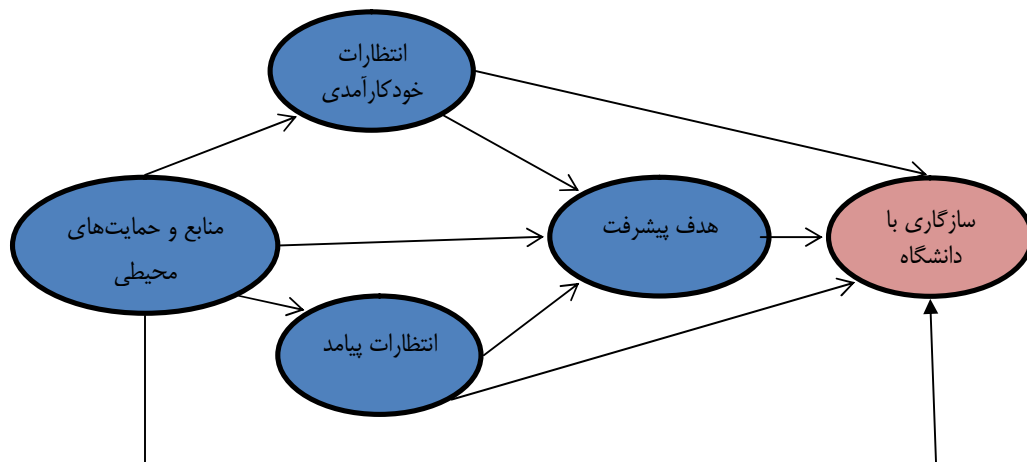 انتظارات
خودکارآمدی
منابع و حمایت‌های
محیطی
هدف پیشرفت
سازگاری با
دانشگاه
انتظارات پیامد